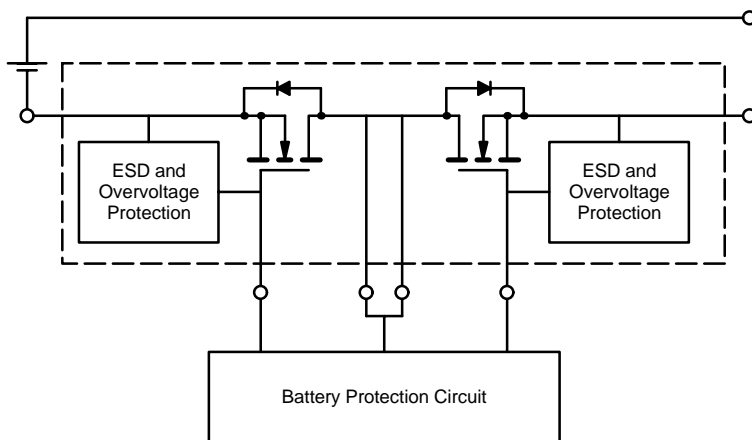 ESD and
Overvoltage
Protection
ESD and
Overvoltage
Protection
Battery Protection Circuit